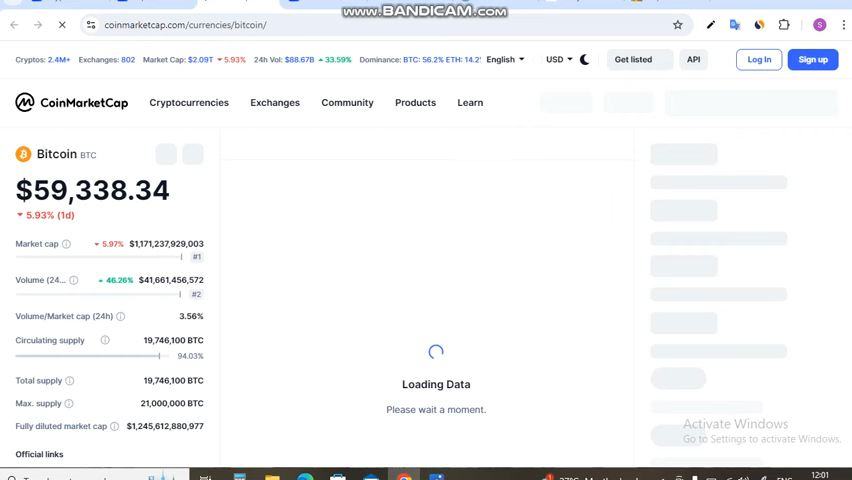 www.BANDICAM.com
coinmarketcap.com/currencies/bitcoin/
S
Cryptos: 2.4M+ Exchanges: 802 Market Cap: $2.09T 5.93% 24h Vol: $88.67B 33.59% Dominance: BTC: 56.2% ETH: 14.2 English USD Get listed API Log In Sign up
CoinMarketCap Cryptocurrencies Exchanges Community Products Learn
Bitcoin BTC
$59,338.34
5.93% (1d)
Market cap 5.97% $1,171,237,929,003
#1
Volume (24... 46.26% $41,661,456,572
#2
Volume/Market cap (24h) 3.56%
Circulating supply 19,746,100 BTC
94.03%
Total supply 19,746,100 BTC
Max. supply 21,000,000 BTC
Fully diluted market cap $1,245,612,880,977
Official links
Loading Data
Please wait a moment.
Activate Windows
Go to Settings to activate Windows.
12:01